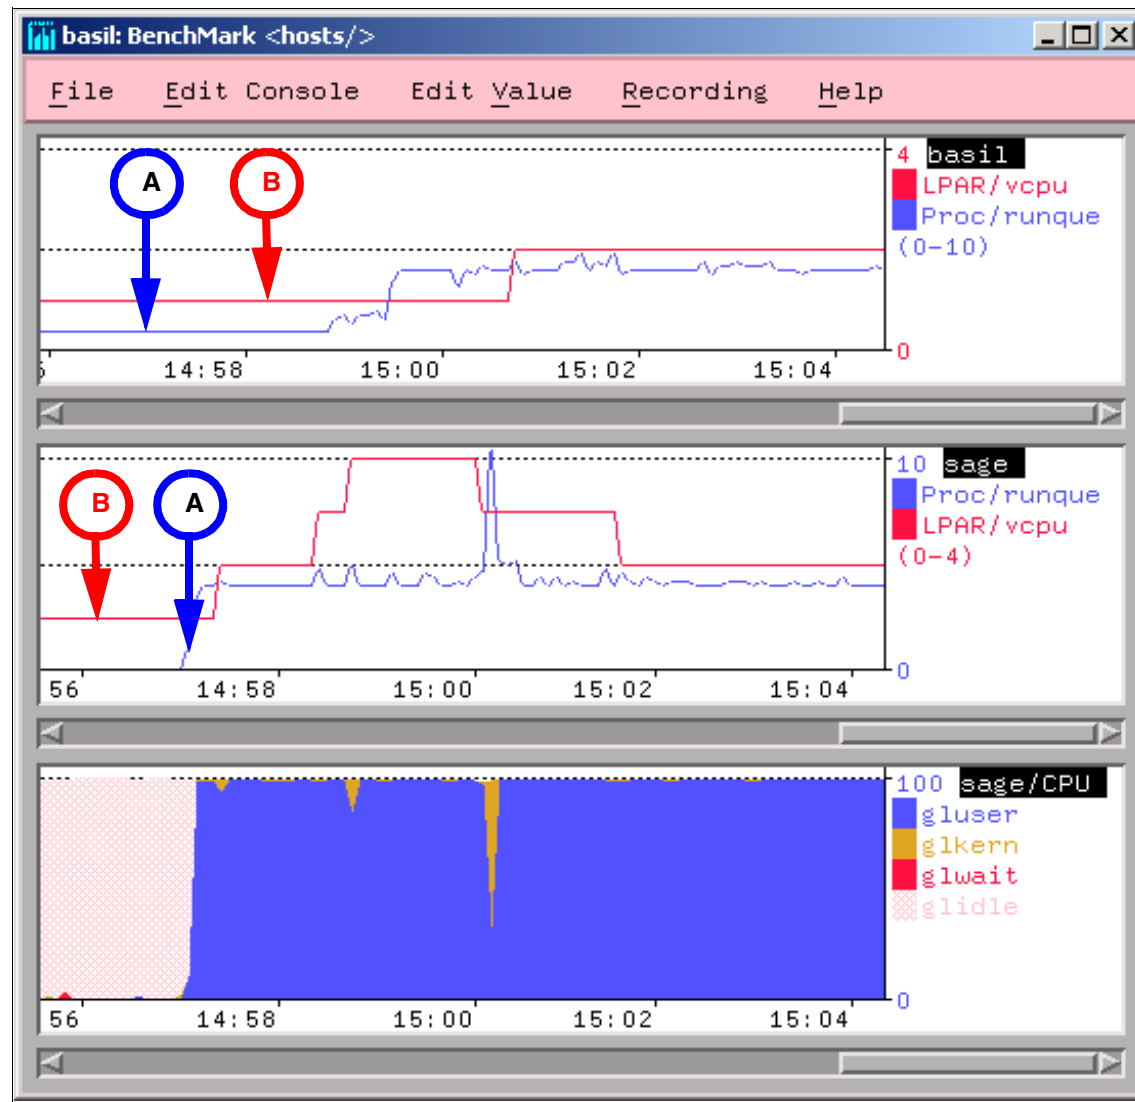 basil: BenchMark <hosts/>
File Edit Console Edit Value Recording Help
A
B
4 basil
LPAR/vcpu
Proc/runque
(0-10)
0
14:58 15:00 15:02 15:04
B
A
10 sage
Proc/runque
LPAR/vcpu
(0-4)
0
56 14:58 15:00 15:02 15:04
100 sage/CPU
gluser
glkern
glwait
glidle
0
56 14:58 15:00 15:02 15:04